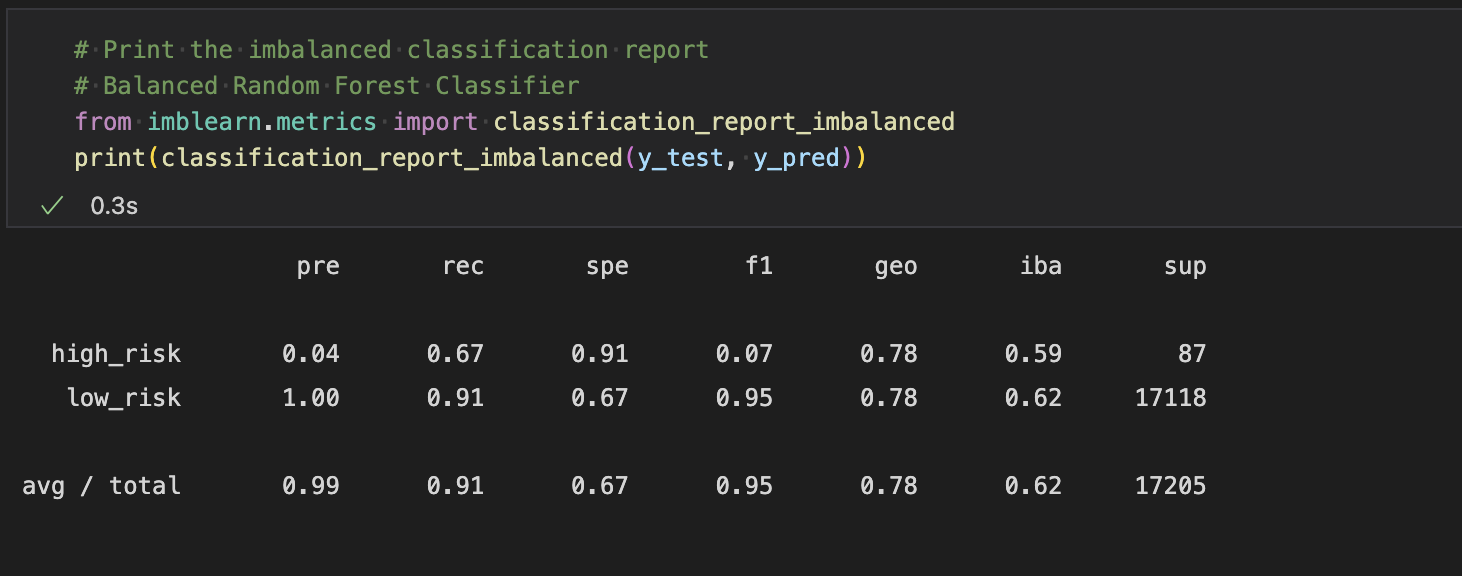 # Print the imbalanced classification report
# Balanced Random Forest Classifier
from imblearn.metrics import classification_report_imbalanced
print(classification_report_imbalanced(y_test, y_pred))
✓ 0.3s
pre rec spe f1 geo iba sup
high_risk 0.04 0.67 0.91 0.07 0.78 0.59 87
low_risk 1.00 0.91 0.67 0.95 0.78 0.62 17118
avg / total 0.99 0.91 0.67 0.95 0.78 0.62 17205